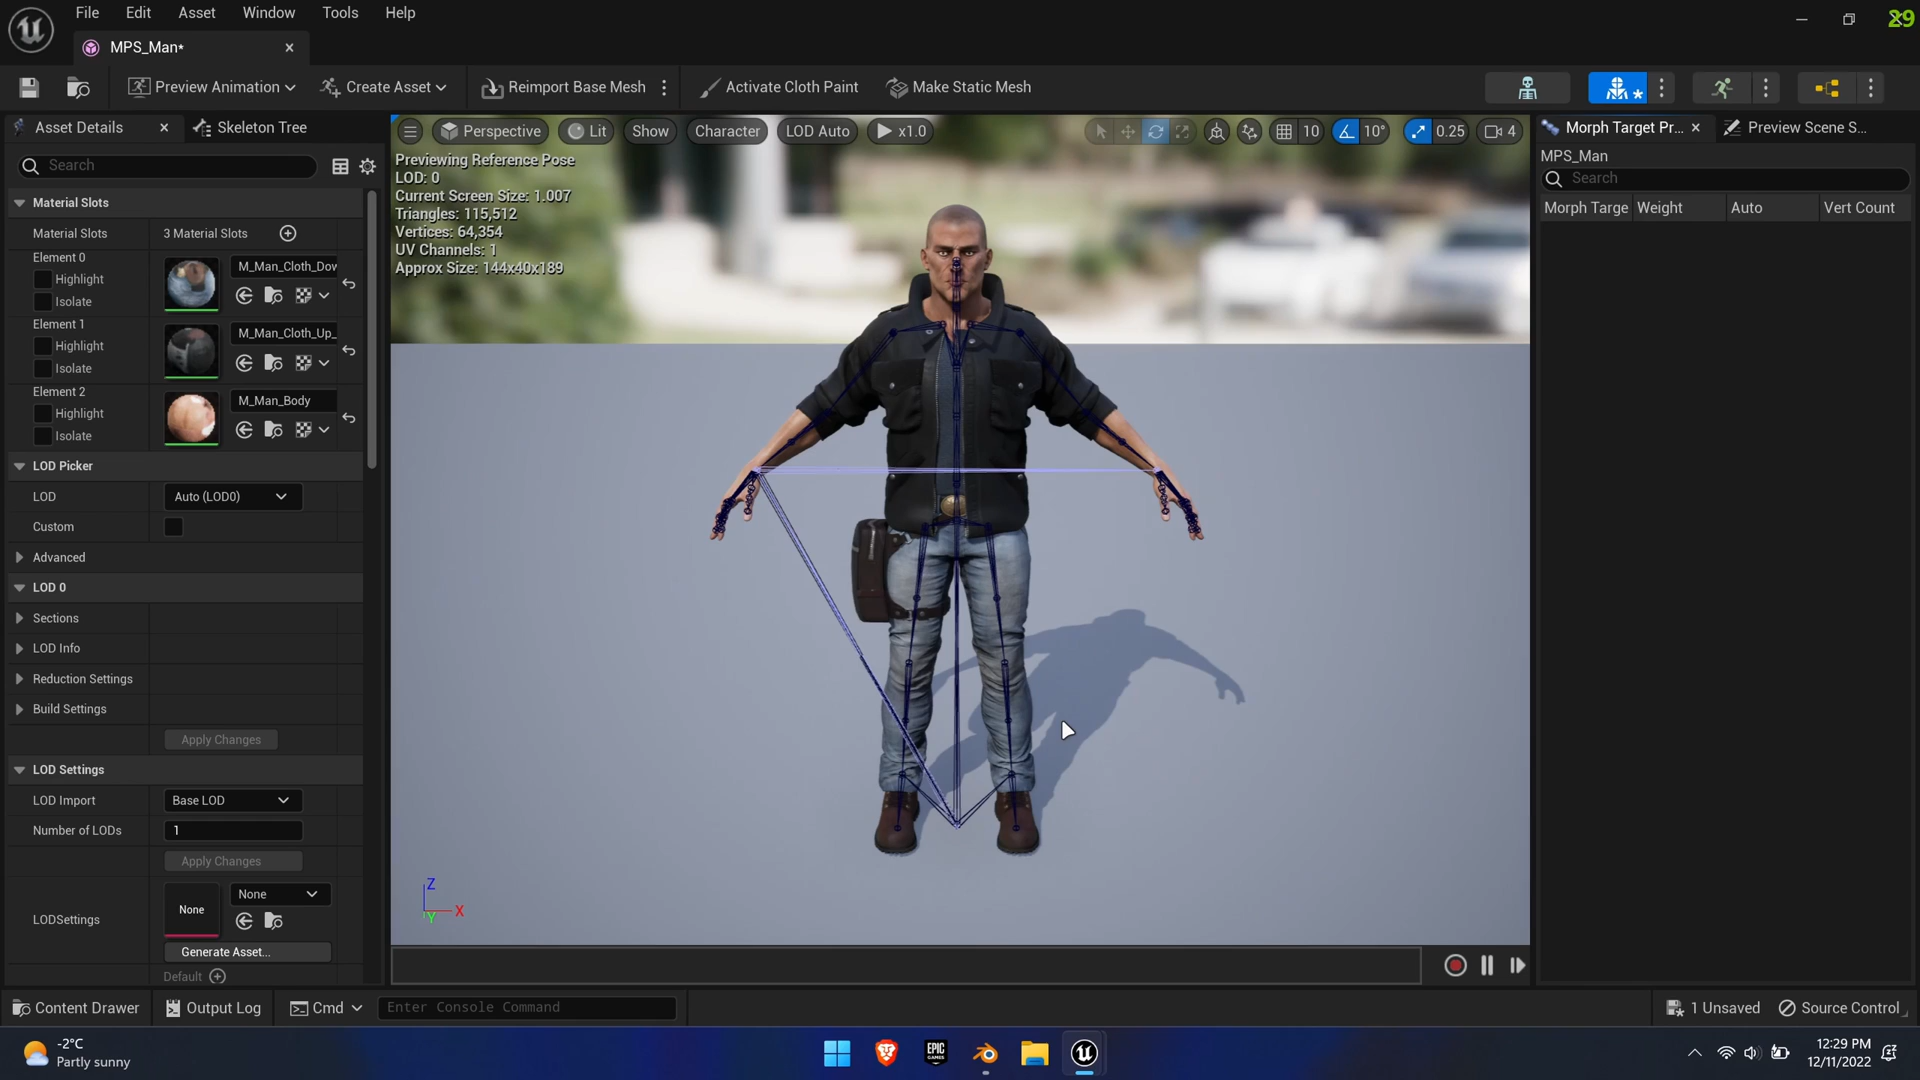 File Edit Asset Window Tools Help
29
MPS_Man*
Preview Animation Create Asset Reimport Base Mesh Activate Cloth Paint Make Static Mesh
Asset Details Skeleton Tree
Search
Material Slots
Material Slots 3 Material Slots
Element 0
Highlight
Isolate
M_Man_Cloth_Dov
Element 1
Highlight
Isolate
M_Man_Cloth_Up_
Element 2
Highlight
Isolate
M_Man_Body
LOD Picker
LOD Auto (LOD0)
Custom
Advanced
LOD 0
Sections
LOD Info
Reduction Settings
Build Settings
Apply Changes
LOD Settings
LOD Import Base LOD
Number of LODs 1
Apply Changes
LODSettings None None
Generate Asset...
Default
Perspective Lit Show Character LOD Auto x1.0 10 10° 0.25 4
Previewing Reference Pose
LOD: 0
Current Screen Size: 1.007
Triangles: 115,512
Vertices: 64,354
UV Channels: 1
Approx Size: 144x40x189
Z
X
Y
Morph Target Pr... Preview Scene S...
MPS_Man
Search
Morph Targe Weight Auto Vert Count
Content Drawer Output Log Cmd Enter Console Command 1 Unsaved Source Control
-2°C
Partly sunny
EPIC
GAMES
12:29 PM
12/11/2022